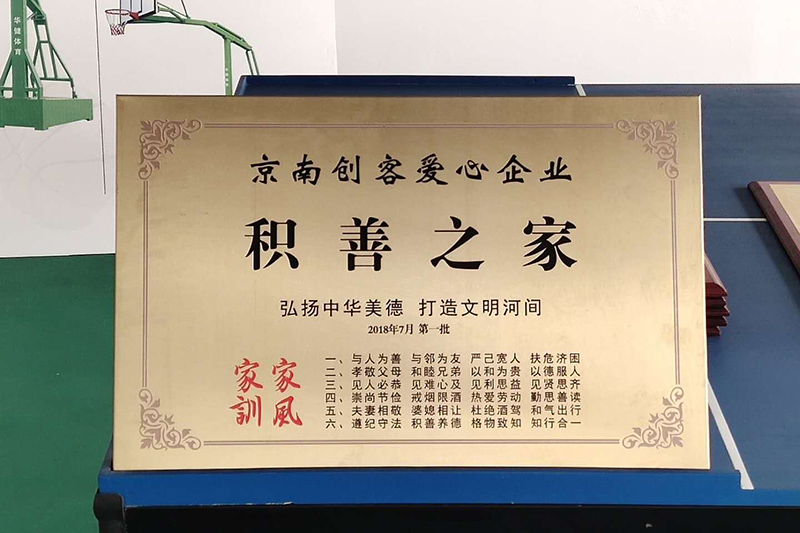 华健体育
京南创客爱心企业
积善之家
弘扬中华美德 打造文明河间
2018年7月 第一批
家风
家訓
一、与人为善 与邻为友 严己宽人 扶危济困
二、孝敬父母 和睦兄弟 以和为贵 以德服人
三、见人必恭 见难心及 见利思益 见贤思齐
四、崇尚节俭 戒烟限酒 热爱劳动 勤思善读
五、夫妻相敬 婆媳相让 杜绝酒驾 和气出行
六、遵纪守法 积善养德 格物致知 知行合一